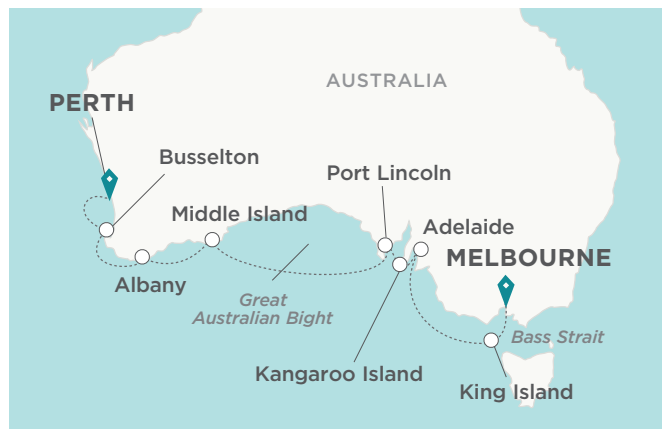 AUSTRALIA
PERTH
Busselton
Port Lincoln
Middle Island
Adelaide
MELBOURNE
Albany
Great
Australian Bight
Bass Strait
Kangaroo Island
King Island